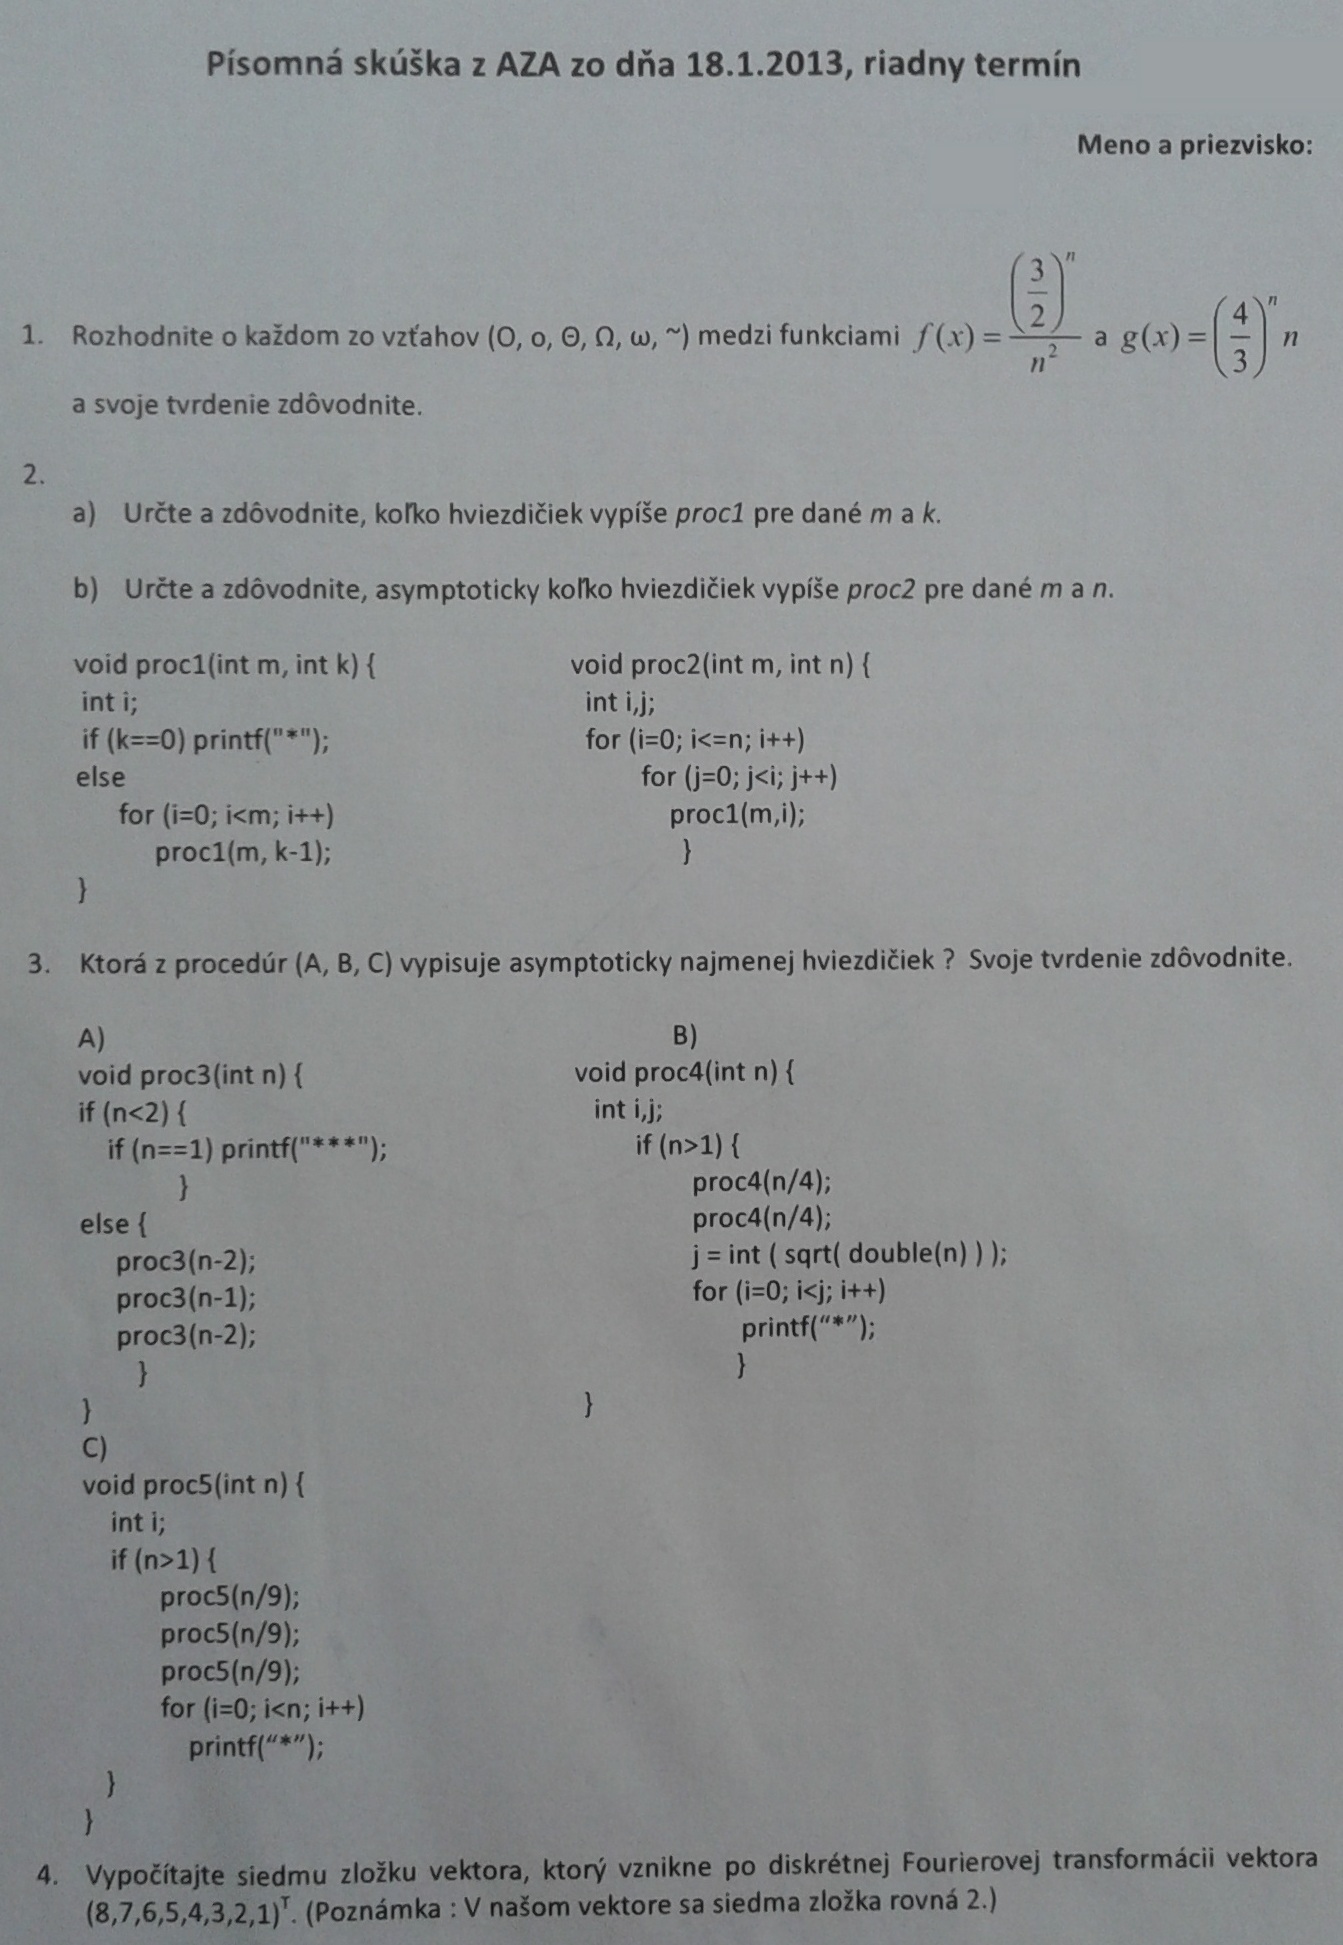 Písomná skúška z AZA zo dňa 18.1.2013, riadny termín
Meno a priezvisko:
1. Rozhodnite o každom zo vzťahov (O, o, Θ, Ω, ω, ~) medzi funkciami f(x) = (3/2)^n / n^2 a g(x) = (4/3)^n n
a svoje tvrdenie zdôvodnite.
2.
a) Určte a zdôvodnite, koľko hviezdičiek vypíše proc1 pre dané m a k.
b) Určte a zdôvodnite, asymptoticky koľko hviezdičiek vypíše proc2 pre dané m a n.
void proc1(int m, int k) {
int i;
if (k==0) printf("*");
else
for (i=0; i<m; i++)
proc1(m, k-1);
}
void proc2(int m, int n) {
int i,j;
for (i=0; i<=n; i++)
for (j=0; j<i; j++)
proc1(m,i);
}
3. Ktorá z procedúr (A, B, C) vypisuje asymptoticky najmenej hviezdičiek ? Svoje tvrdenie zdôvodnite.
A)
void proc3(int n) {
if (n<2) {
if (n==1) printf("***");
}
else {
proc3(n-2);
proc3(n-1);
proc3(n-2);
}
}
B)
void proc4(int n) {
int i,j;
if (n>1) {
proc4(n/4);
proc4(n/4);
j = int ( sqrt( double(n) ) );
for (i=0; i<j; i++)
printf(“*”);
}
}
C)
void proc5(int n) {
int i;
if (n>1) {
proc5(n/9);
proc5(n/9);
proc5(n/9);
for (i=0; i<n; i++)
printf(“*”);
}
}
4. Vypočítajte siedmu zložku vektora, ktorý vznikne po diskrétnej Fourierovej transformácii vektora
(8,7,6,5,4,3,2,1)^T. (Poznámka : V našom vektore sa siedma zložka rovná 2.)